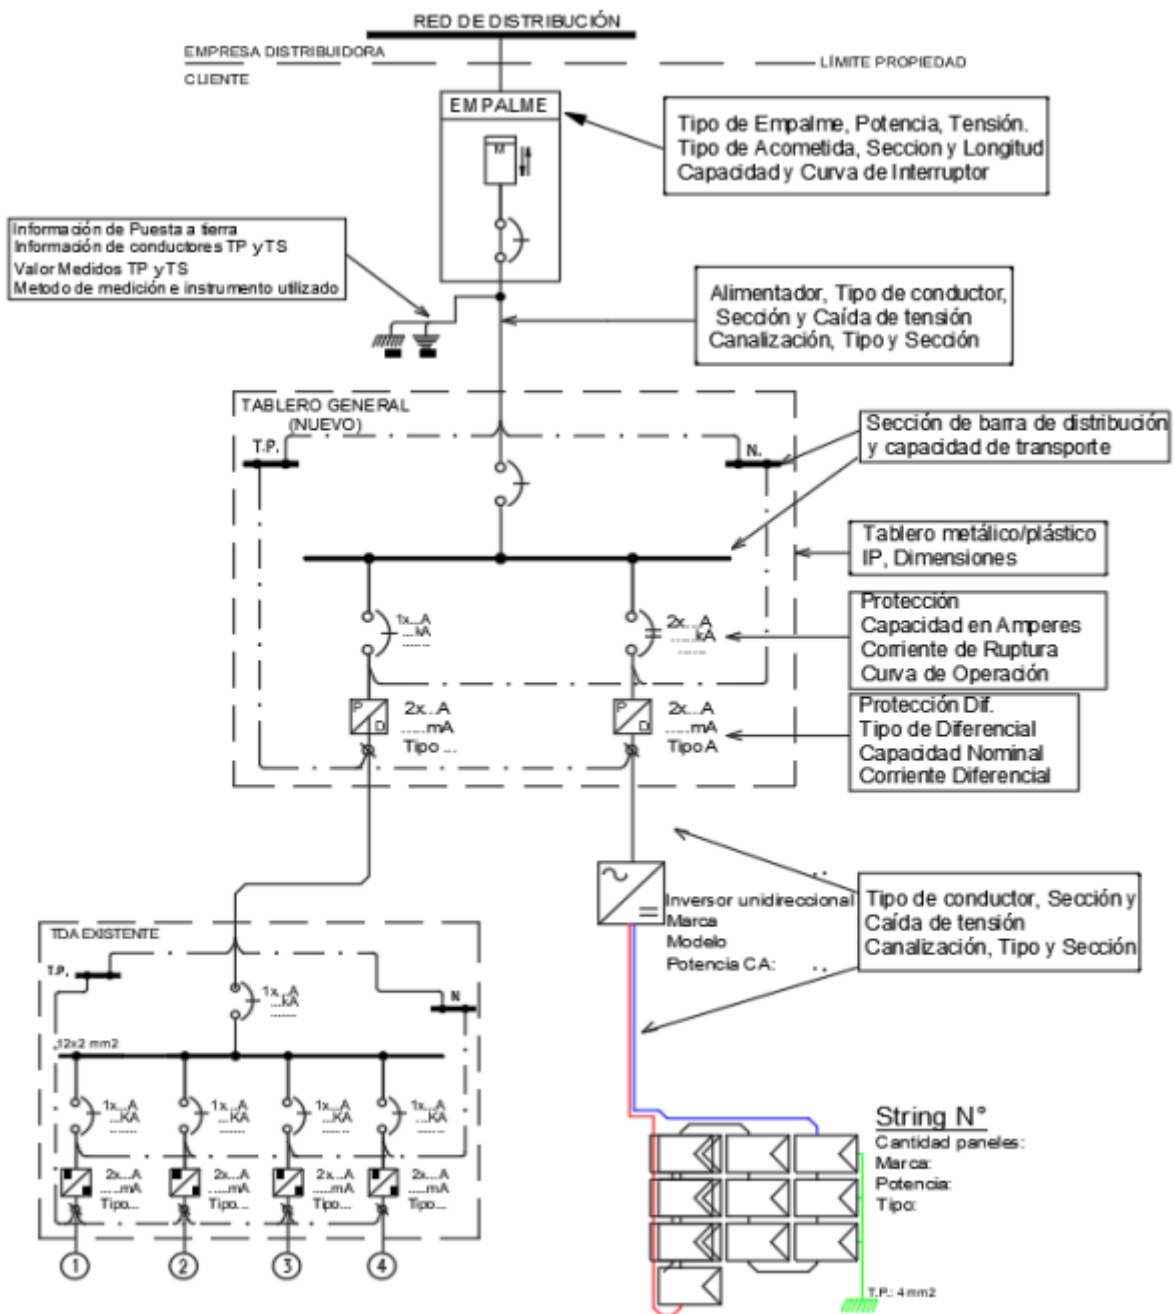 RED DE DISTRIBUCIÓN
EMPRESA DISTRIBUIDORA
LÍMITE PROPIEDAD
CLIENTE
EMPALME
M
Tipo de Empalme, Potencia, Tensión.
Tipo de Acometida, Seccion y Longitud
Capacidad y Curva de Interruptor
Información de Puesta a tierra
Información de conductores TP y TS
Valor Medidos TP y TS
Metodo de medición e instrumento utilizado
Alimentador, Tipo de conductor,
Sección y Caída de tensión
Canalización, Tipo y Sección
TABLERO GENERAL
(NUEVO)
T.P.
N.
Sección de barra de distribución
y capacidad de transporte
Tablero metálico/plástico
IP, Dimensiones
1x...A
...kA
.......
2x...A
.....kA
.......
Protección
Capacidad en Amperes
Corriente de Ruptura
Curva de Operación
P
D
2x...A
.....mA
Tipo ...
P
D
2x...A
.....mA
Tipo A
Protección Dif.
Tipo de Diferencial
Capacidad Nominal
Corriente Diferencial
Inversor unidireccional
Marca
Modelo
Potencia CA:
Tipo de conductor, Sección y
Caída de tensión
Canalización, Tipo y Sección
TDA EXISTENTE
T.P.
N
1x...A
...kA
.......
12x2 mm2
1x...A
...KA
.......
1x...A
...KA
.......
1x...A
...KA
.......
1x...A
...KA
.......
2x...A
.....mA
Tipo...
2x...A
.....mA
Tipo...
2x...A
.....mA
Tipo...
2x...A
.....mA
Tipo...
1
2
3
4
String N°
Cantidad paneles:
Marca:
Potencia:
Tipo:
T.P.: 4 mm2